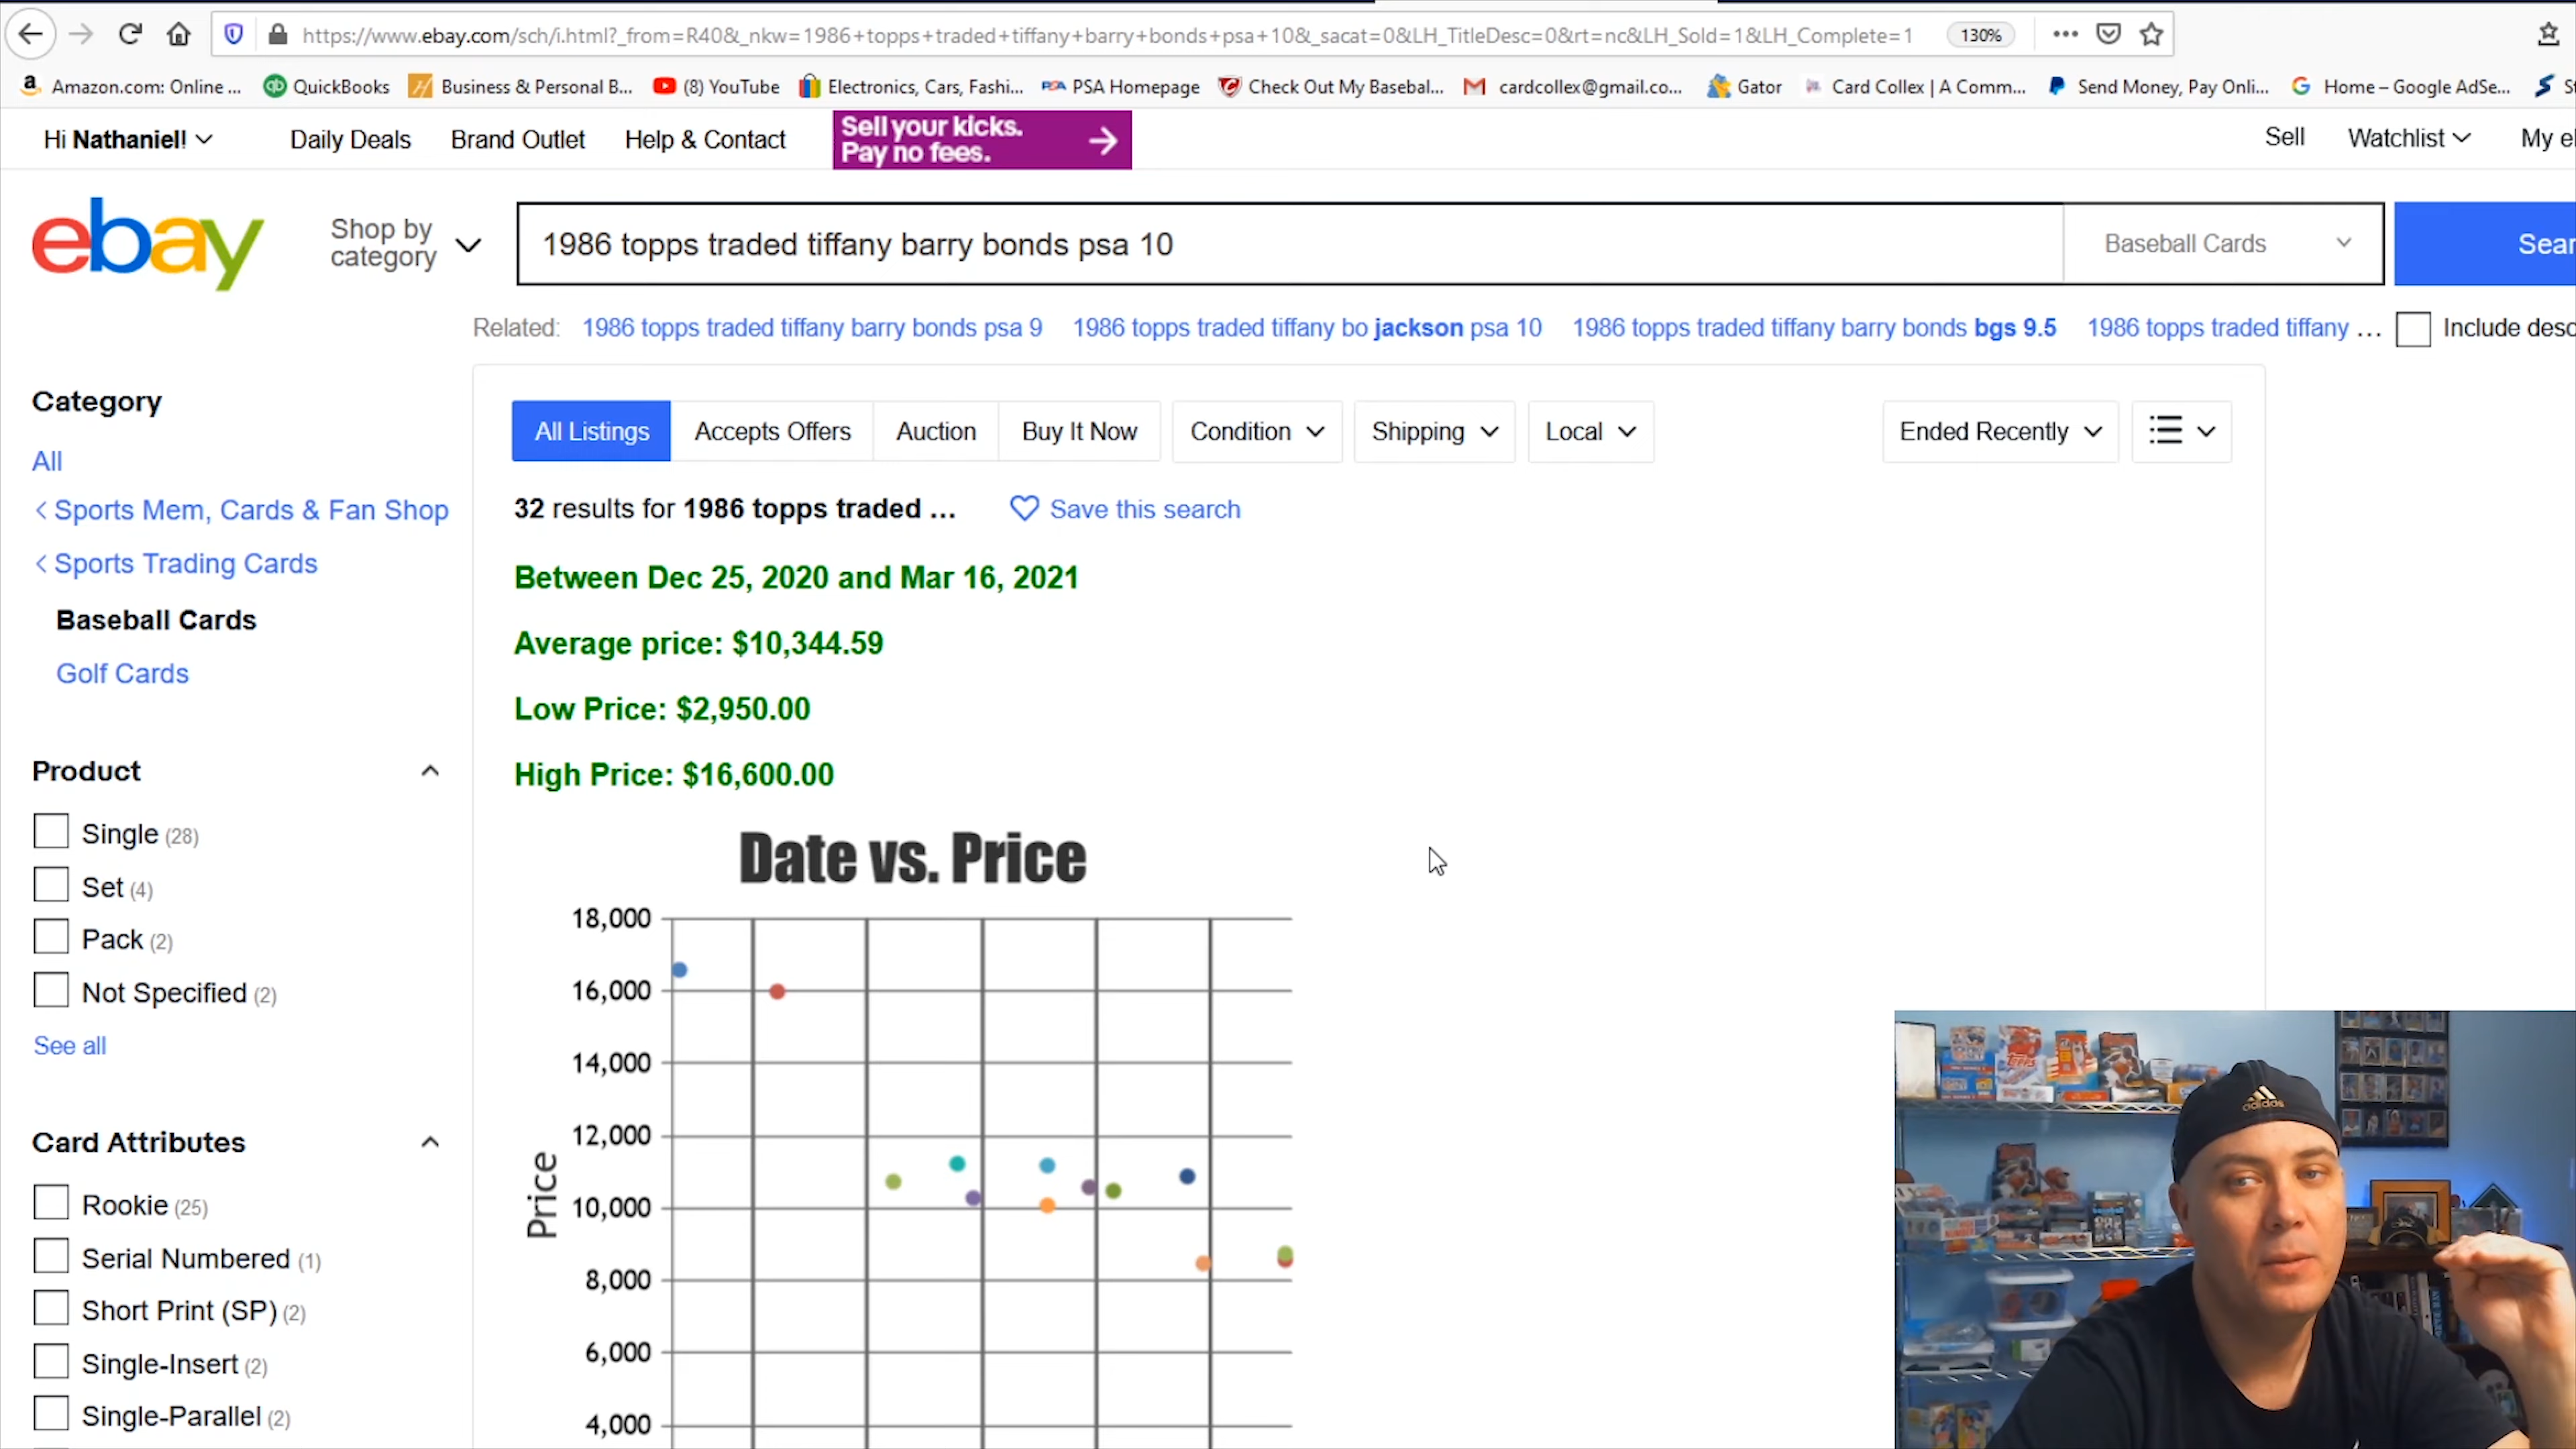 https://www.ebay.com/sch/i.html?_from=R40&_nkw=1986+topps+traded+tiffany+barry+bonds+psa+10&_sacat=0&LH_TitleDesc=0&rt=nc&LH_Sold=1&LH_Complete=1 130%
Amazon.com: Online ... QuickBooks Business & Personal B... (8) YouTube Electronics, Cars, Fashi... PSA Homepage Check Out My Basebal... cardcollex@gmail.co... Gator Card Collex | A Comm... Send Money, Pay Onli... Home – Google AdSe... St
Hi Nathaniel! Daily Deals Brand Outlet Help & Contact
Sell your kicks.
Pay no fees.
Sell Watchlist My e
ebay
Shop by
category
1986 topps traded tiffany barry bonds psa 10 Baseball Cards Sear
Related: 1986 topps traded tiffany barry bonds psa 9 1986 topps traded tiffany bo jackson psa 10 1986 topps traded tiffany barry bonds bgs 9.5 1986 topps traded tiffany ... Include desc
Category
All
Sports Mem, Cards & Fan Shop
Sports Trading Cards
Baseball Cards
Golf Cards
Product
Single (28)
Set (4)
Pack (2)
Not Specified (2)
See all
Card Attributes
Rookie (25)
Serial Numbered (1)
Short Print (SP) (2)
Single-Insert (2)
Single-Parallel (2)
All Listings Accepts Offers Auction Buy It Now Condition Shipping Local Ended Recently
32 results for 1986 topps traded ... Save this search
Between Dec 25, 2020 and Mar 16, 2021
Average price: $10,344.59
Low Price: $2,950.00
High Price: $16,600.00
Date vs. Price
Price
18,000
16,000
14,000
12,000
10,000
8,000
6,000
4,000
adidas